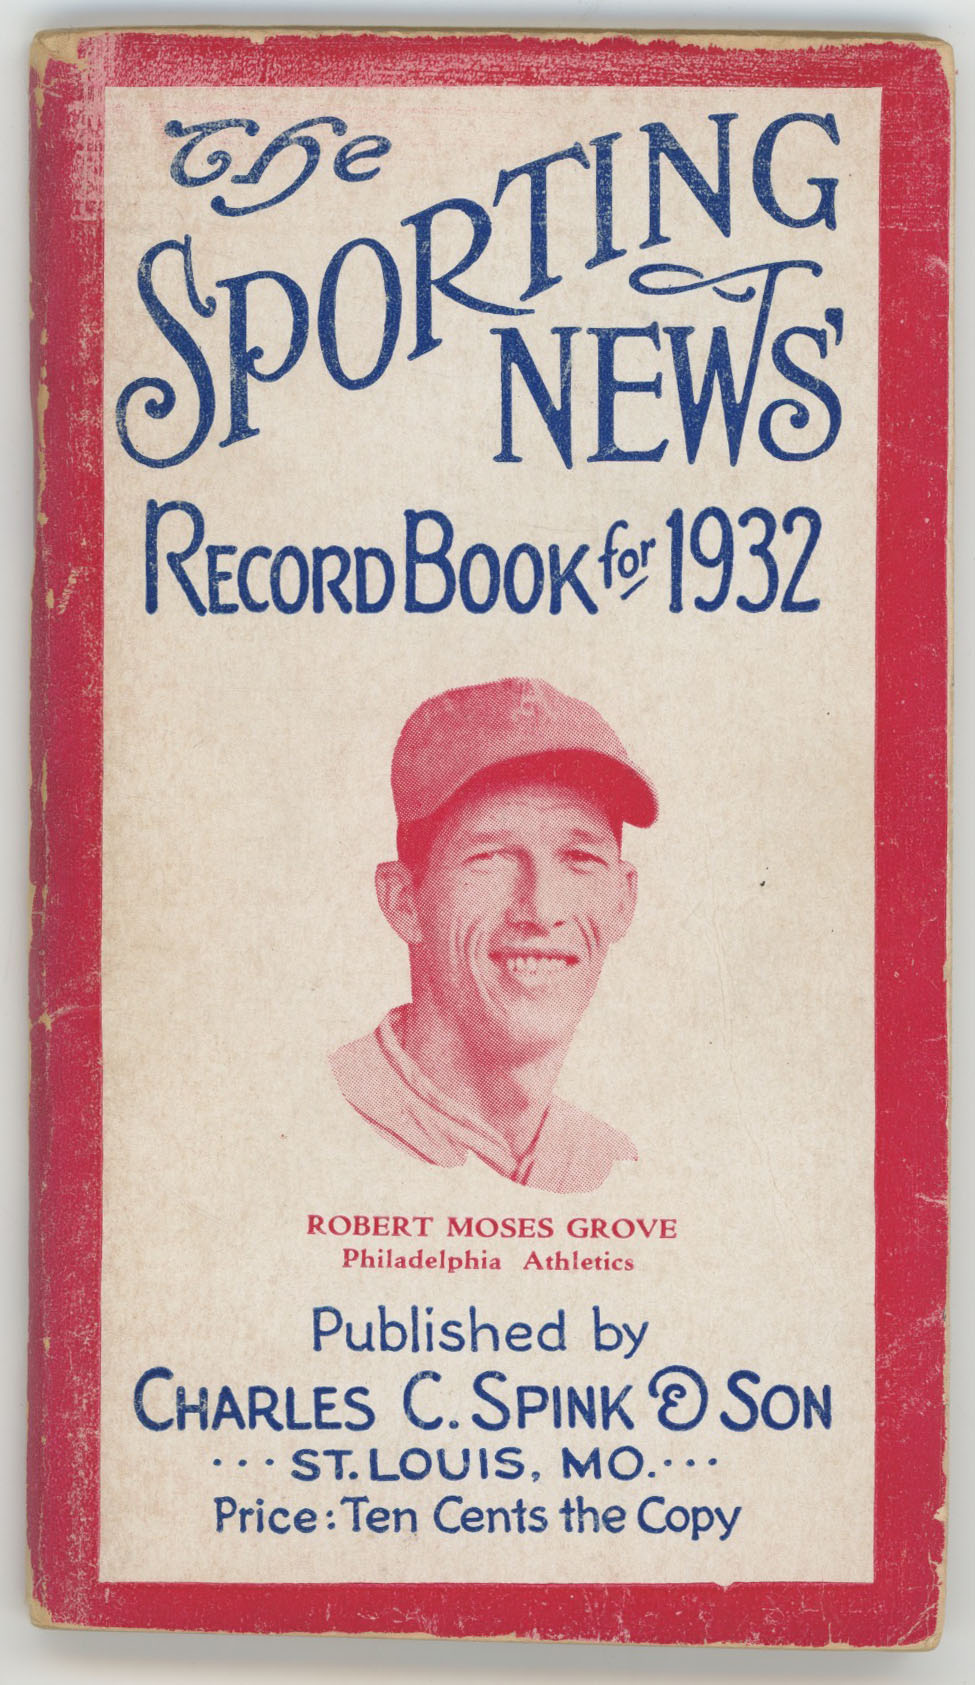 The
SPORTING
NEWS'
RECORD BOOK for 1932
ROBERT MOSES GROVE
Philadelphia Athletics
Published by
CHARLES C. SPINK & SON
···ST. LOUIS, MO.···
Price: Ten Cents the Copy